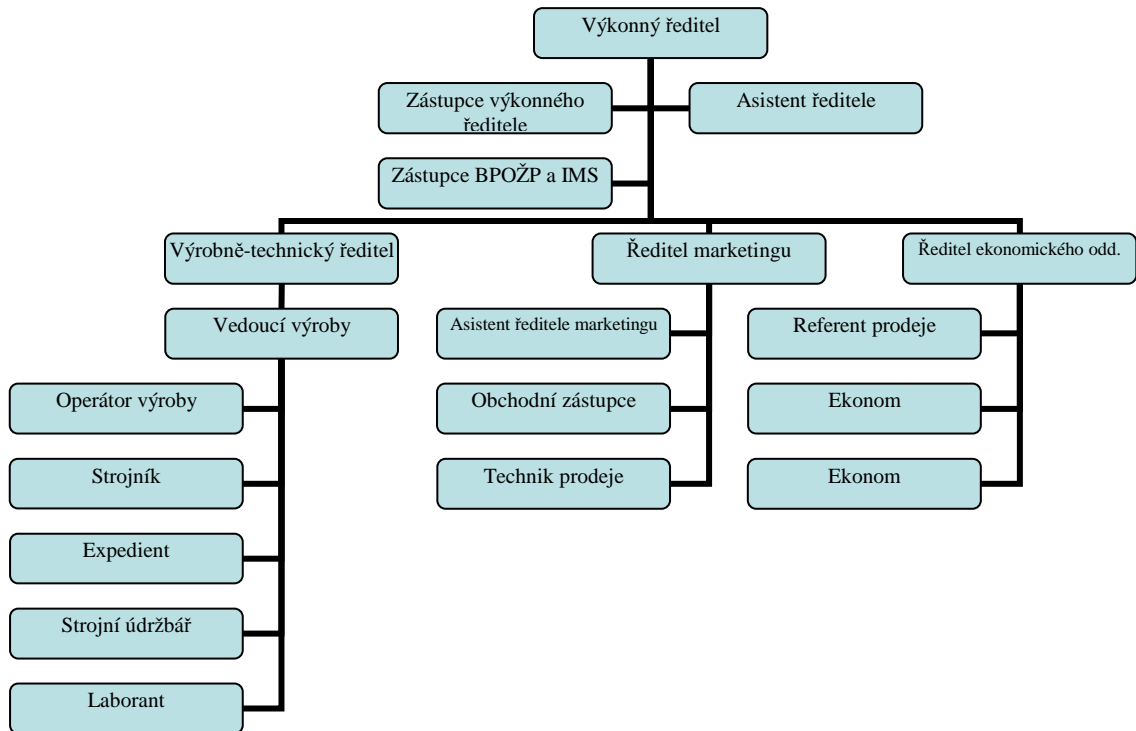 Výkonný ředitel
Zástupce výkonného
ředitele
Asistent ředitele
Zástupce BPOŽP a IMS
Výrobně-technický ředitel
Ředitel marketingu
Ředitel ekonomického odd.
Vedoucí výroby
Asistent ředitele marketingu
Referent prodeje
Operátor výroby
Obchodní zástupce
Ekonom
Strojník
Technik prodeje
Ekonom
Expedient
Strojní údržbář
Laborant